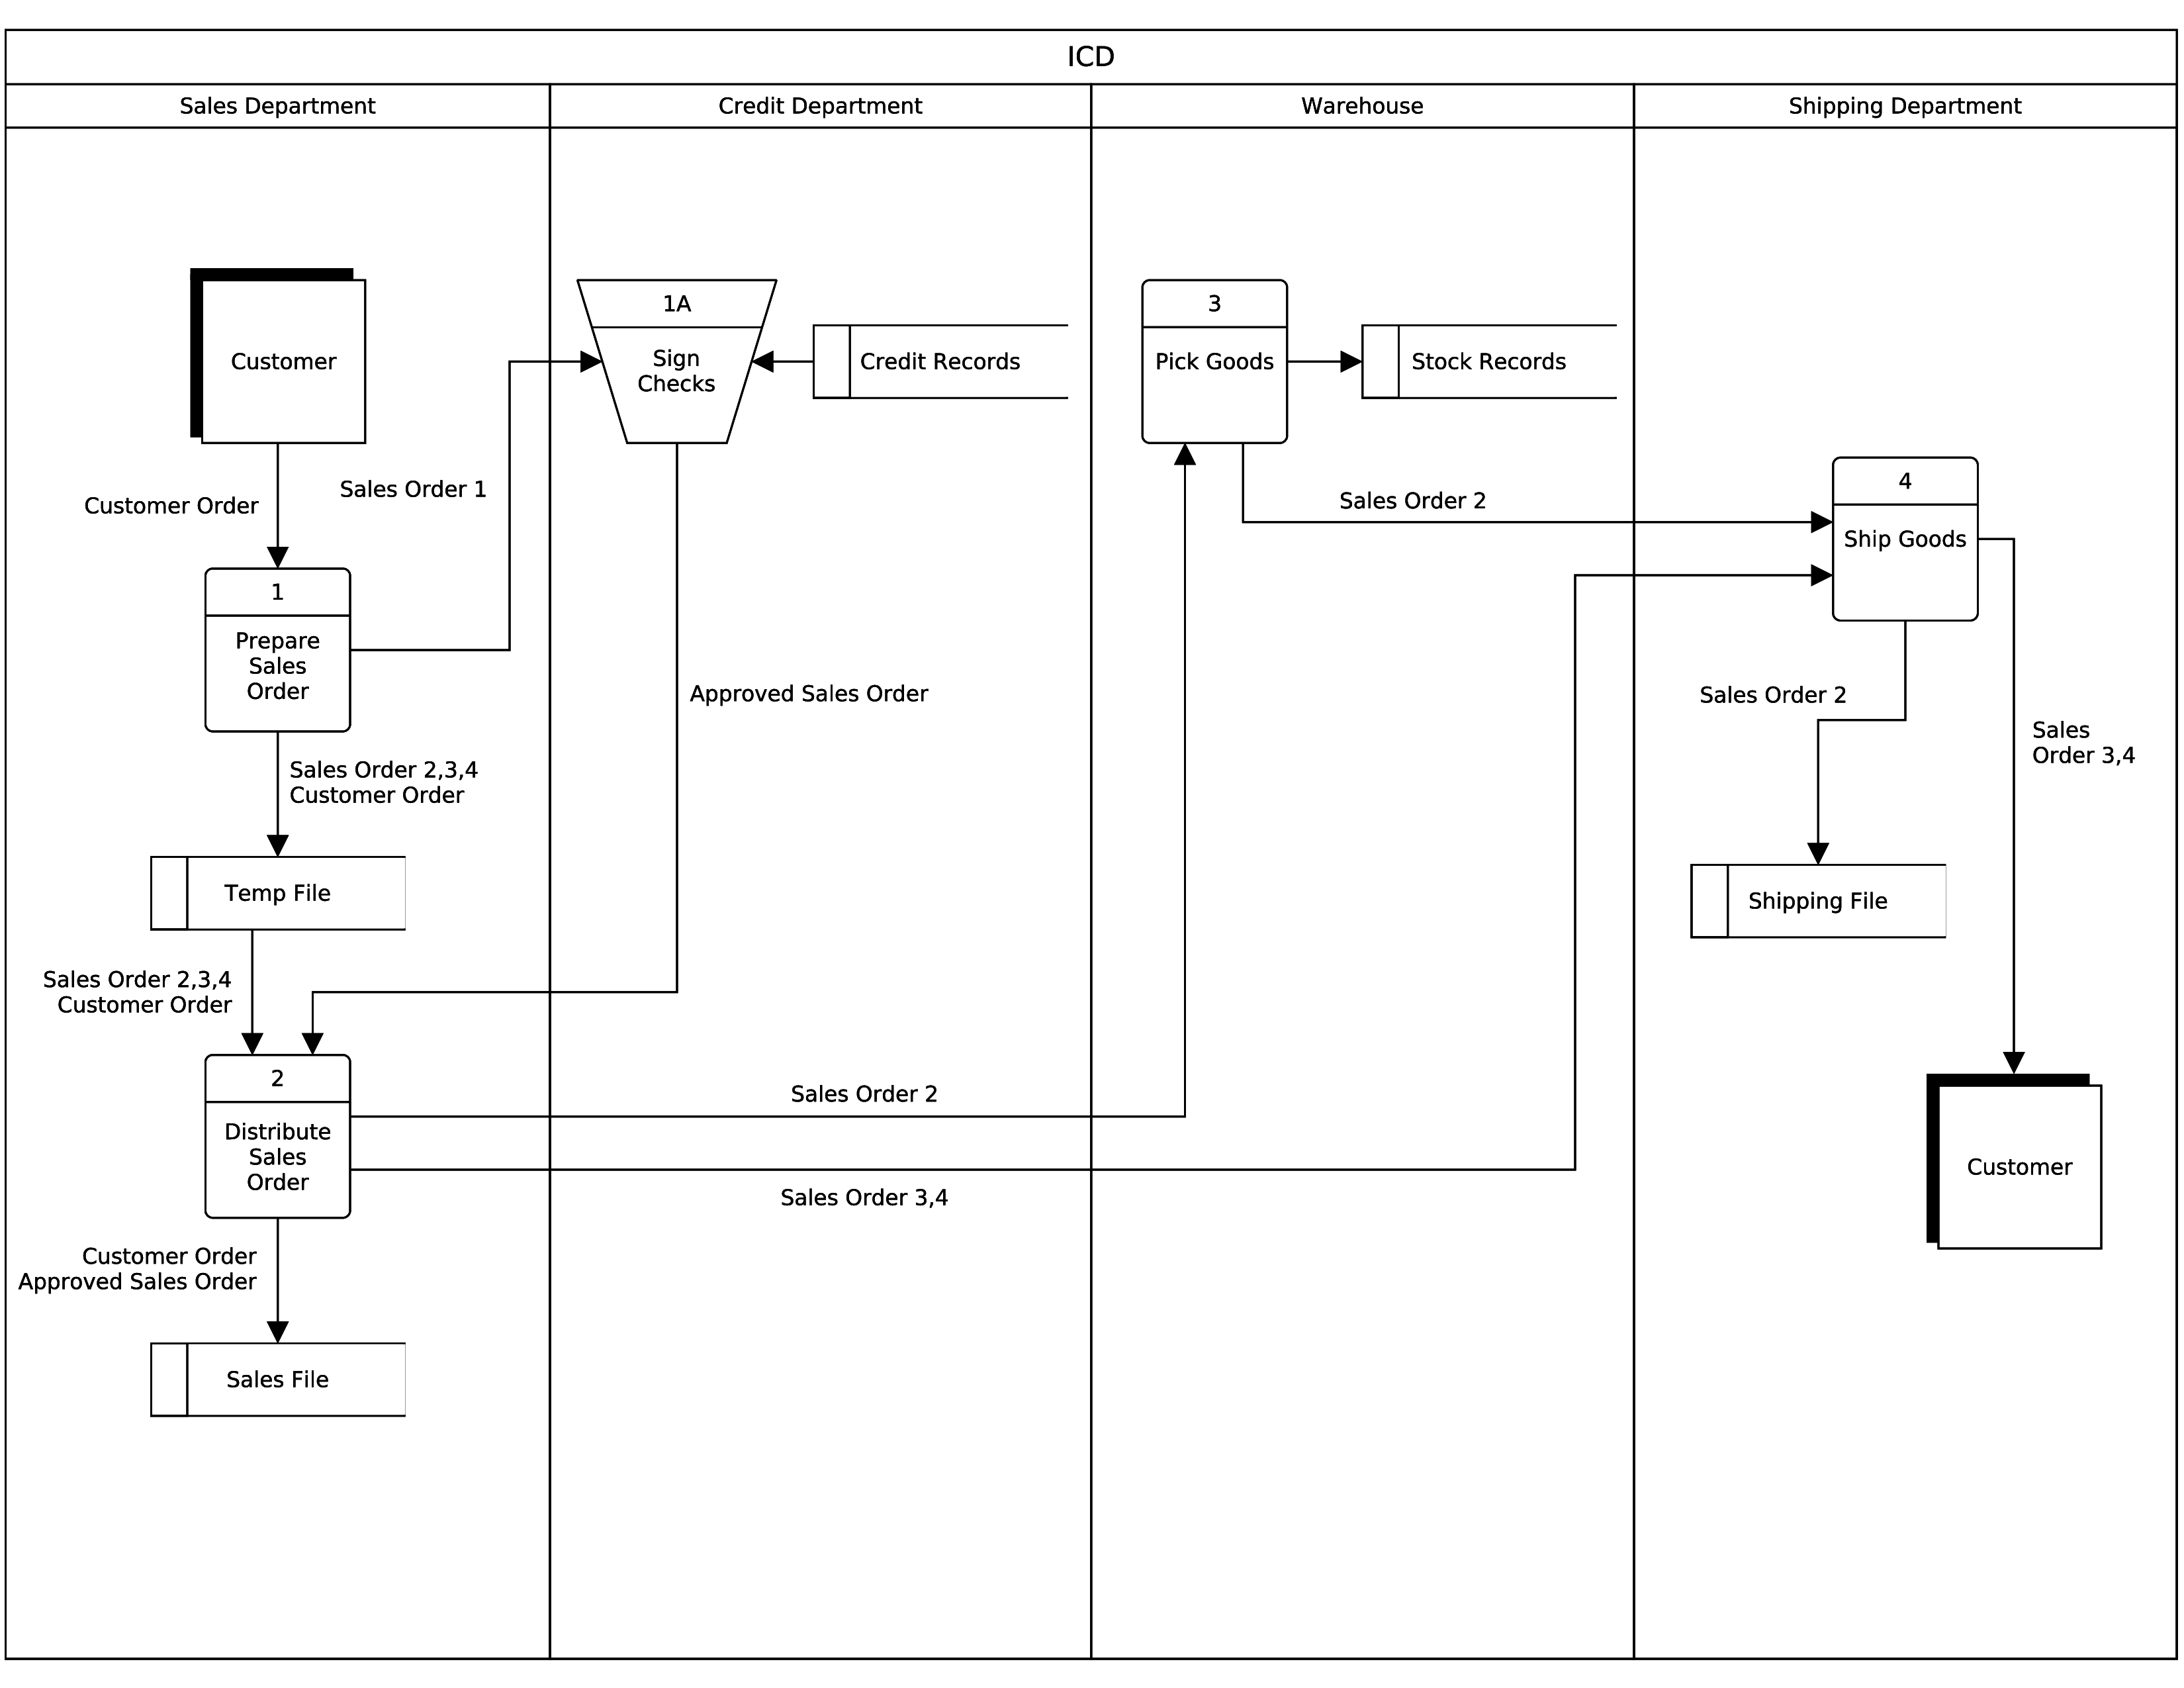 ICD
Sales Department
Credit Department
Warehouse
Shipping Department
Customer
Customer Order
Sales Order 1
1
Prepare
Sales
Order
Sales Order 2,3,4
Customer Order
Temp File
Sales Order 2,3,4
Customer Order
2
Distribute
Sales
Order
Customer Order
Approved Sales Order
Sales File
1A
Sign
Checks
Credit Records
Approved Sales Order
Sales Order 2
Sales Order 3,4
3
Pick Goods
Stock Records
Sales Order 2
4
Ship Goods
Sales Order 2
Sales
Order 3,4
Shipping File
Customer